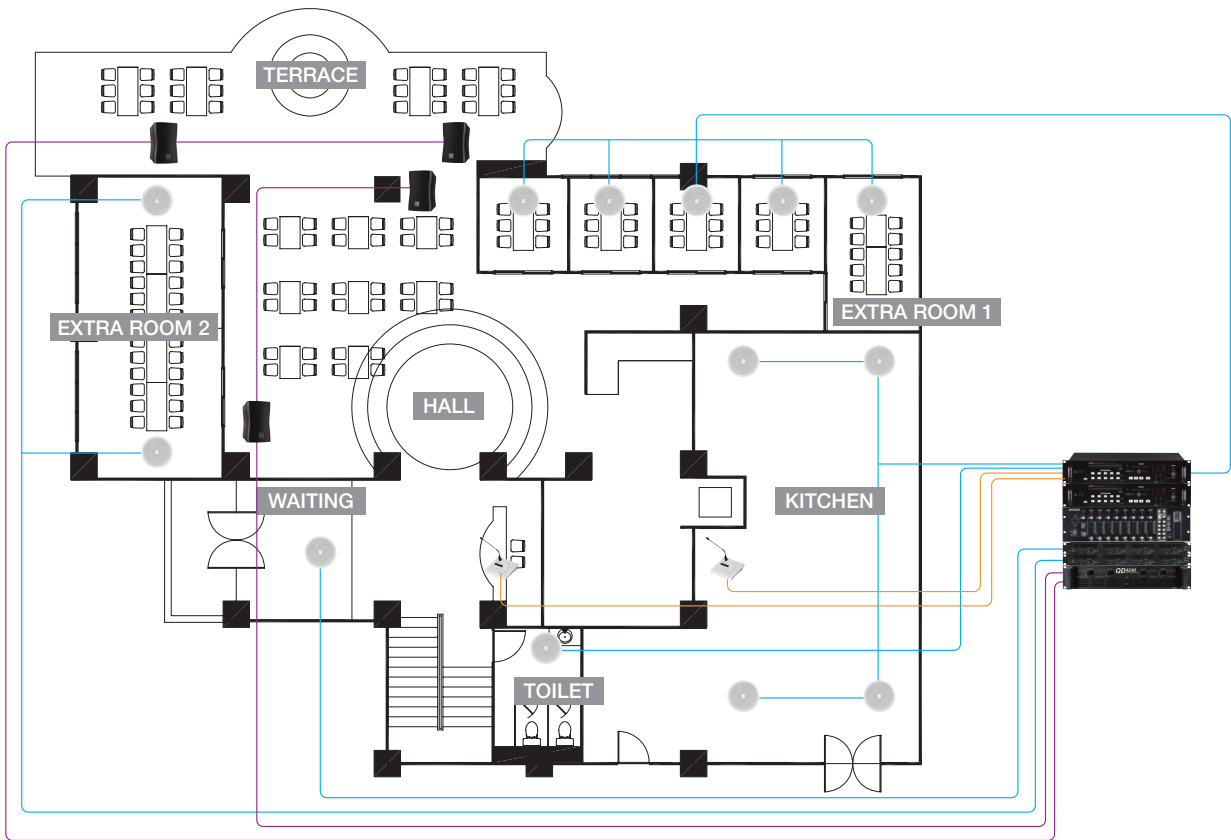 TERRACE
EXTRA ROOM 2
EXTRA ROOM 1
HALL
WAITING
KITCHEN
QD4240
TOILET